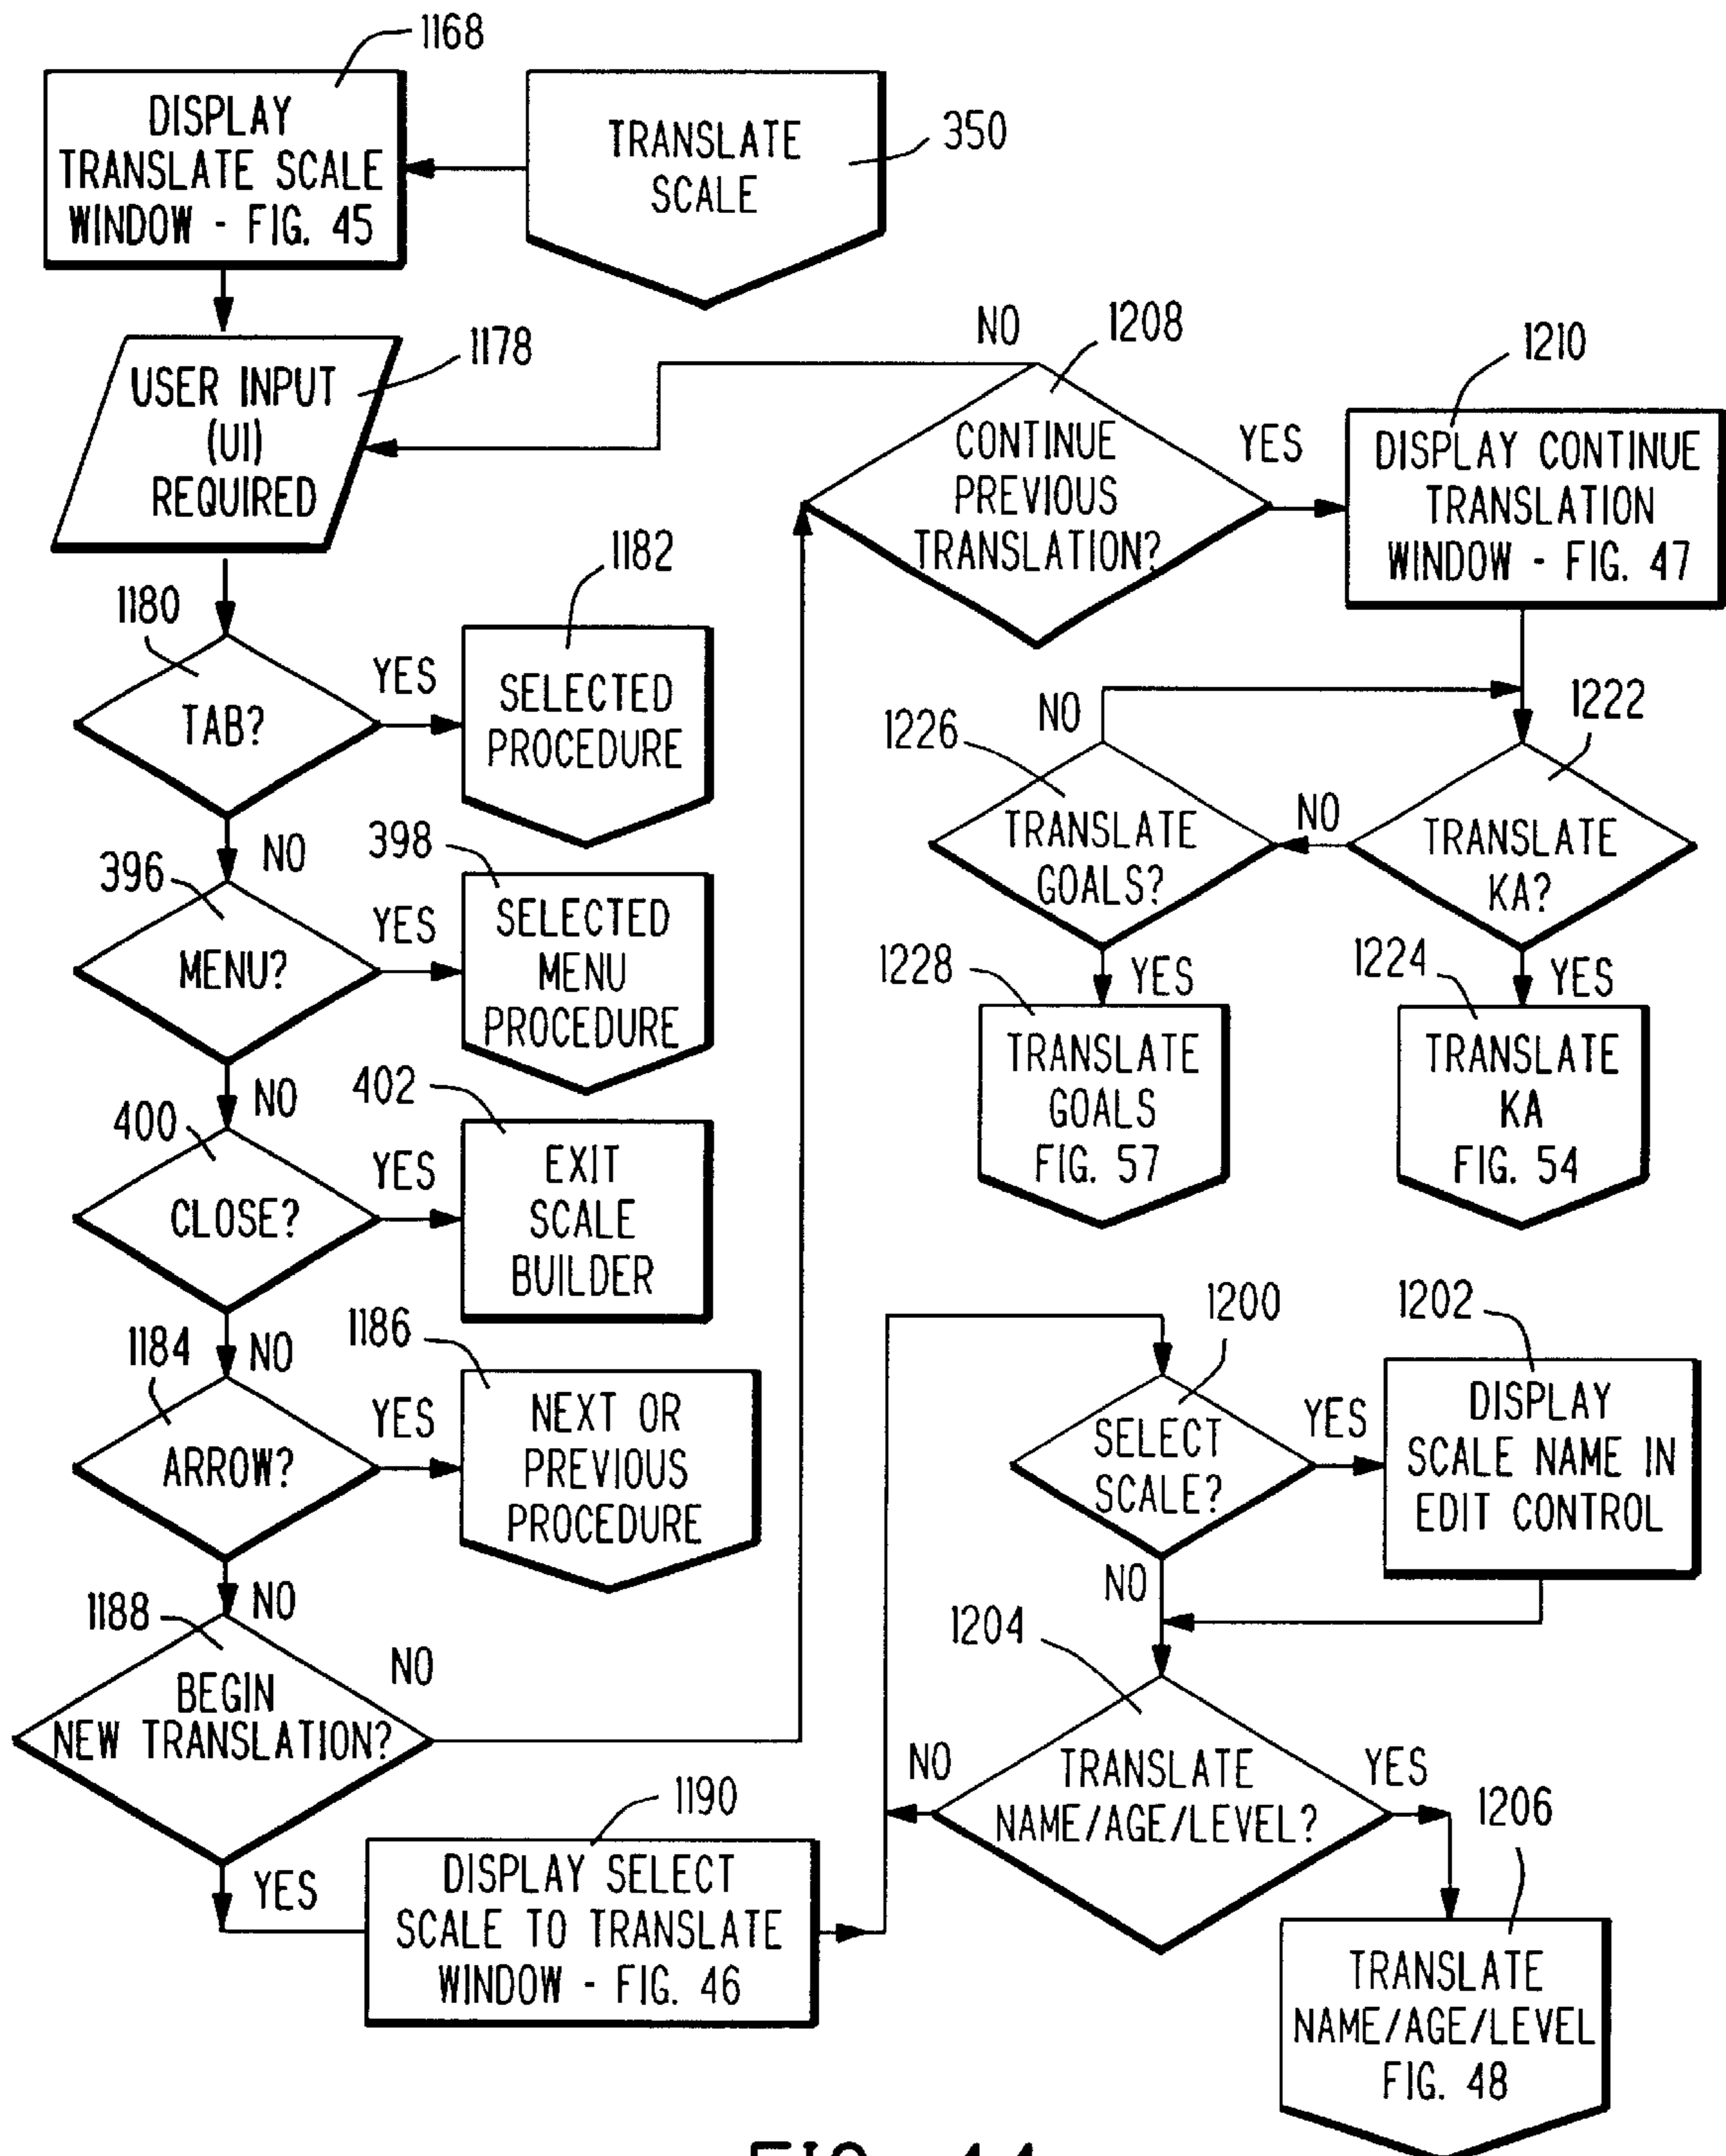 1168
DISPLAY
TRANSLATE SCALE
WINDOW - FIG. 45
TRANSLATE
SCALE
350
USER INPUT
(UI)
REQUIRED
1178
NO
1208
CONTINUE
PREVIOUS
TRANSLATION?
YES
1210
DISPLAY CONTINUE
TRANSLATION
WINDOW - FIG. 47
1180
TAB?
YES
1182
SELECTED
PROCEDURE
NO
1226
NO
TRANSLATE
GOALS?
NO
1222
TRANSLATE
KA?
396
MENU?
YES
398
SELECTED
MENU
PROCEDURE
NO
1228
YES
TRANSLATE
GOALS
FIG. 57
1224
YES
TRANSLATE
KA
FIG. 54
400
CLOSE?
YES
402
EXIT
SCALE
BUILDER
NO
1184
ARROW?
YES
1186
NEXT OR
PREVIOUS
PROCEDURE
NO
1200
SELECT
SCALE?
YES
1202
DISPLAY
SCALE NAME IN
EDIT CONTROL
NO
1188
BEGIN
NEW TRANSLATION?
NO
YES
1190
DISPLAY SELECT
SCALE TO TRANSLATE
WINDOW - FIG. 46
1204
NO
TRANSLATE
NAME/AGE/LEVEL?
YES
1206
TRANSLATE
NAME/AGE/LEVEL
FIG. 48
FIG. 44